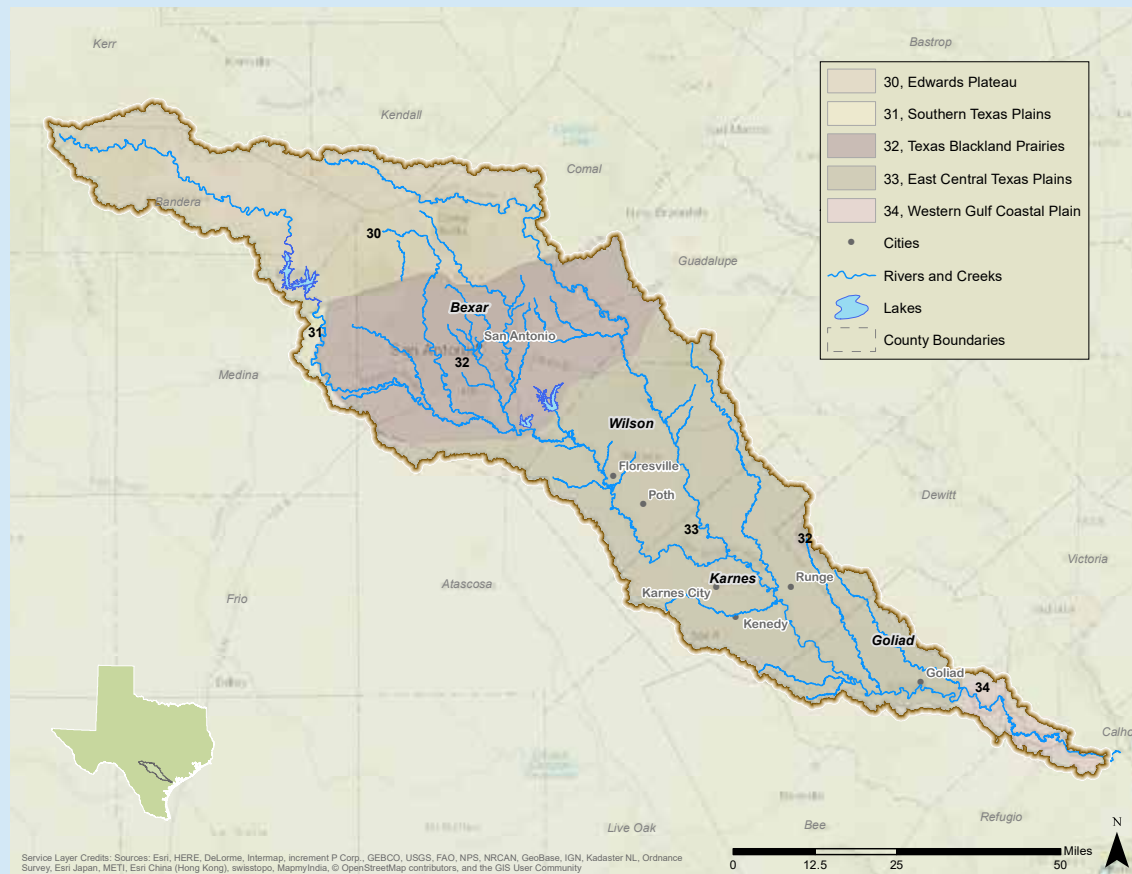 Kerr
Bastrop
Kendall
Comal
Bandera
30
Guadalupe
30, Edwards Plateau
31, Southern Texas Plains
32, Texas Blackland Prairies
33, East Central Texas Plains
34, Western Gulf Coastal Plain
Cities
Rivers and Creeks
Lakes
County Boundaries
Bexar
31
San Antonio
San Antonio
32
Medina
Wilson
Floresville
Poth
Dewitt
33
32
Victoria
Atascosa
Karnes
Runge
Karnes City
Frio
Kenedy
Goliad
Goliad
34
Calho
Live Oak
Bee
Refugio
N
Miles
0 12.5 25 50
Service Layer Credits: Sources: Esri, HERE, DeLorme, Intermap, increment P Corp., GEBCO, USGS, FAO, NPS, NRCAN, GeoBase, IGN, Kadaster NL, Ordnance
Survey, Esri Japan, METI, Esri China (Hong Kong), swisstopo, MapmyIndia, © OpenStreetMap contributors, and the GIS User Community